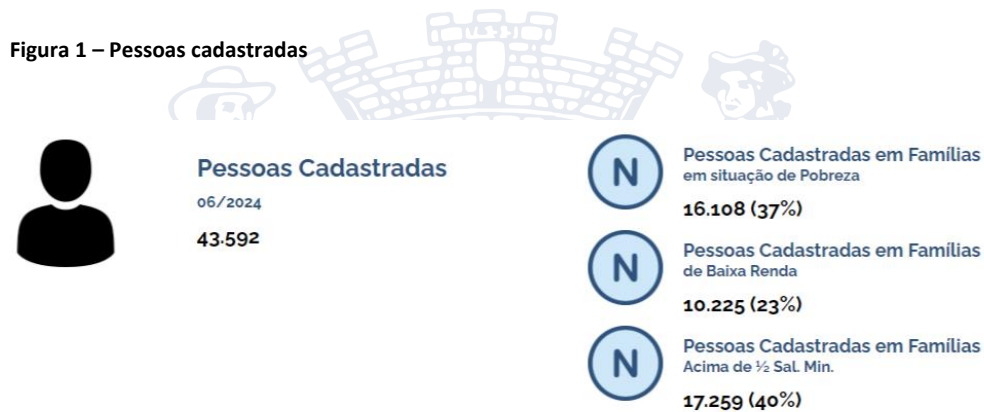 Figura 1 – Pessoas cadastradas
Pessoas Cadastradas
06/2024
43.592
N
Pessoas Cadastradas em Famílias
em situação de Pobreza
16.108 (37%)
N
Pessoas Cadastradas em Famílias
de Baixa Renda
10.225 (23%)
N
Pessoas Cadastradas em Famílias
Acima de ½ Sal. Min.
17.259 (40%)